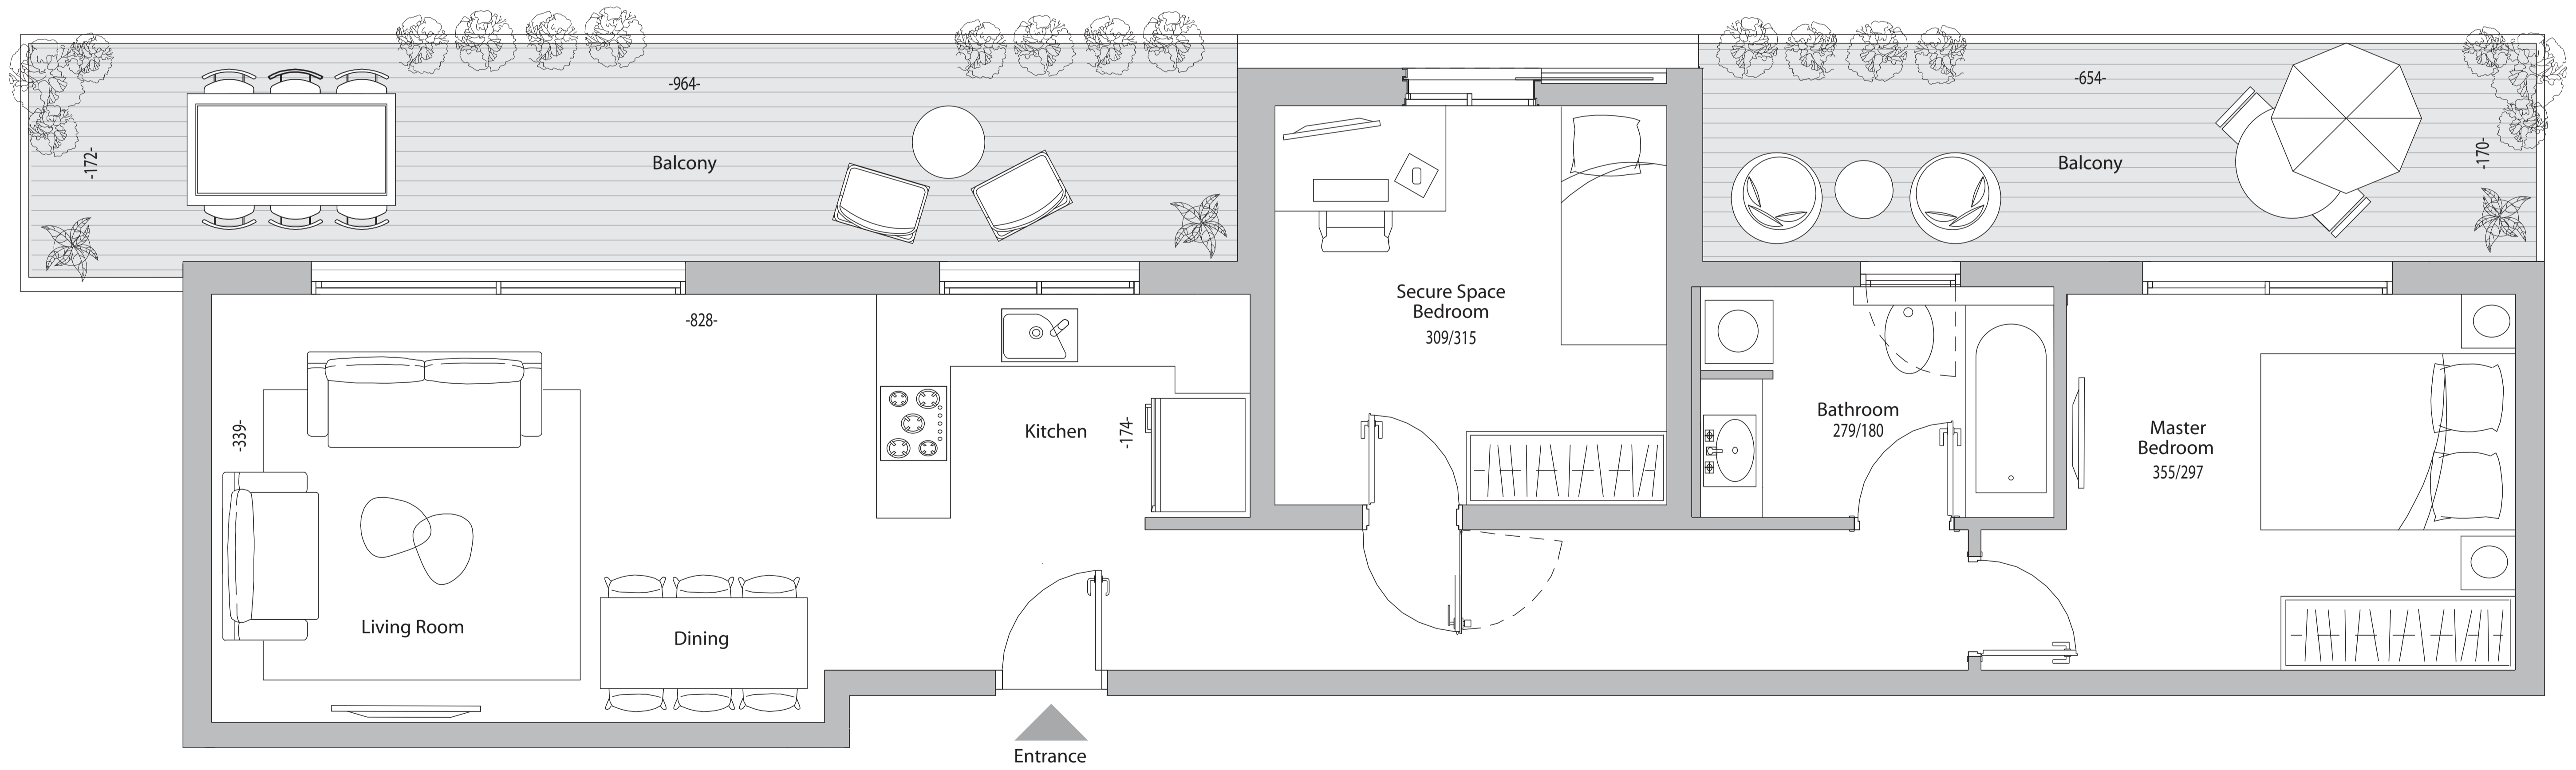 -964-
-654-
-172-
Balcony
Balcony
-170-
Secure Space
Bedroom
309/315
-828-
-339-
Kitchen
-174-
Bathroom
279/180
Master
Bedroom
355/297
Living Room
Dining
Entrance